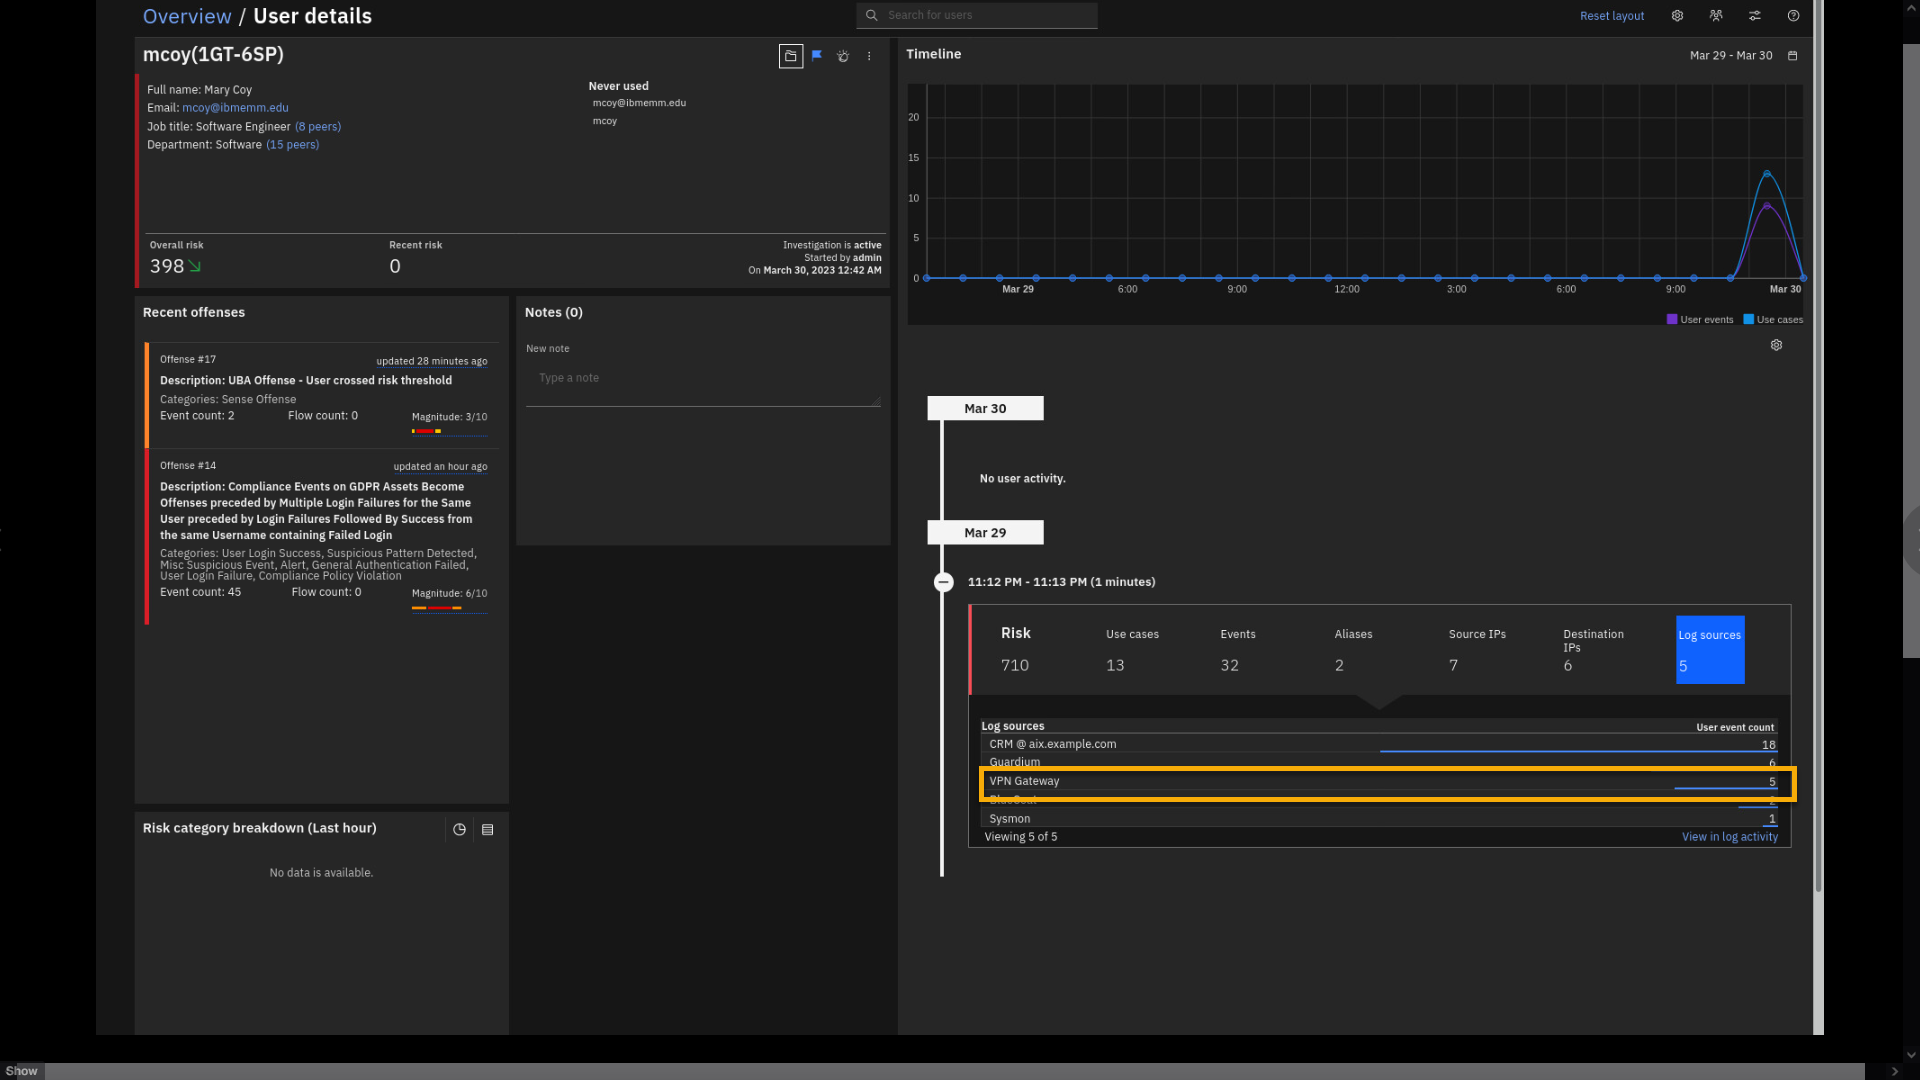 Overview / User details
Search for users
Reset layout
mcoy(1GT-6SP)
Full name: Mary Coy
Email: mcoy@ibmemm.edu
Job title: Software Engineer (8 peers)
Department: Software (15 peers)
Never used
mcoy@ibmemm.edu
mcoy
Overall risk
398
Recent risk
0
Investigation is active
Started by admin
On March 30, 2023 12:42 AM
Recent offenses
Offense #17
updated 28 minutes ago
Description: UBA Offense - User crossed risk threshold
Categories: Sense Offense
Event count: 2
Flow count: 0
Magnitude: 3/10
Offense #14
updated an hour ago
Description: Compliance Events on GDPR Assets Become
Offenses preceded by Multiple Login Failures for the Same
User preceded by Login Failures Followed By Success from
the same Username containing Failed Login
Categories: User Login Success, Suspicious Pattern Detected,
Misc Suspicious Event, Alert, General Authentication Failed,
User Login Failure, Compliance Policy Violation
Event count: 45
Flow count: 0
Magnitude: 6/10
Notes (0)
New note
Type a note
Risk category breakdown (Last hour)
No data is available.
Timeline
Mar 29 - Mar 30
20
15
10
5
0
Mar 29
6:00
9:00
12:00
3:00
6:00
9:00
Mar 30
User events
Use cases
Mar 30
No user activity.
Mar 29
11:12 PM - 11:13 PM (1 minutes)
Risk
710
Use cases
13
Events
32
Aliases
2
Source IPs
7
Destination
IPs
6
Log sources
5
Log sources
User event count
CRM @ aix.example.com
18
Guardium
6
VPN Gateway
5
2
Sysmon
1
Viewing 5 of 5
View in log activity
Show